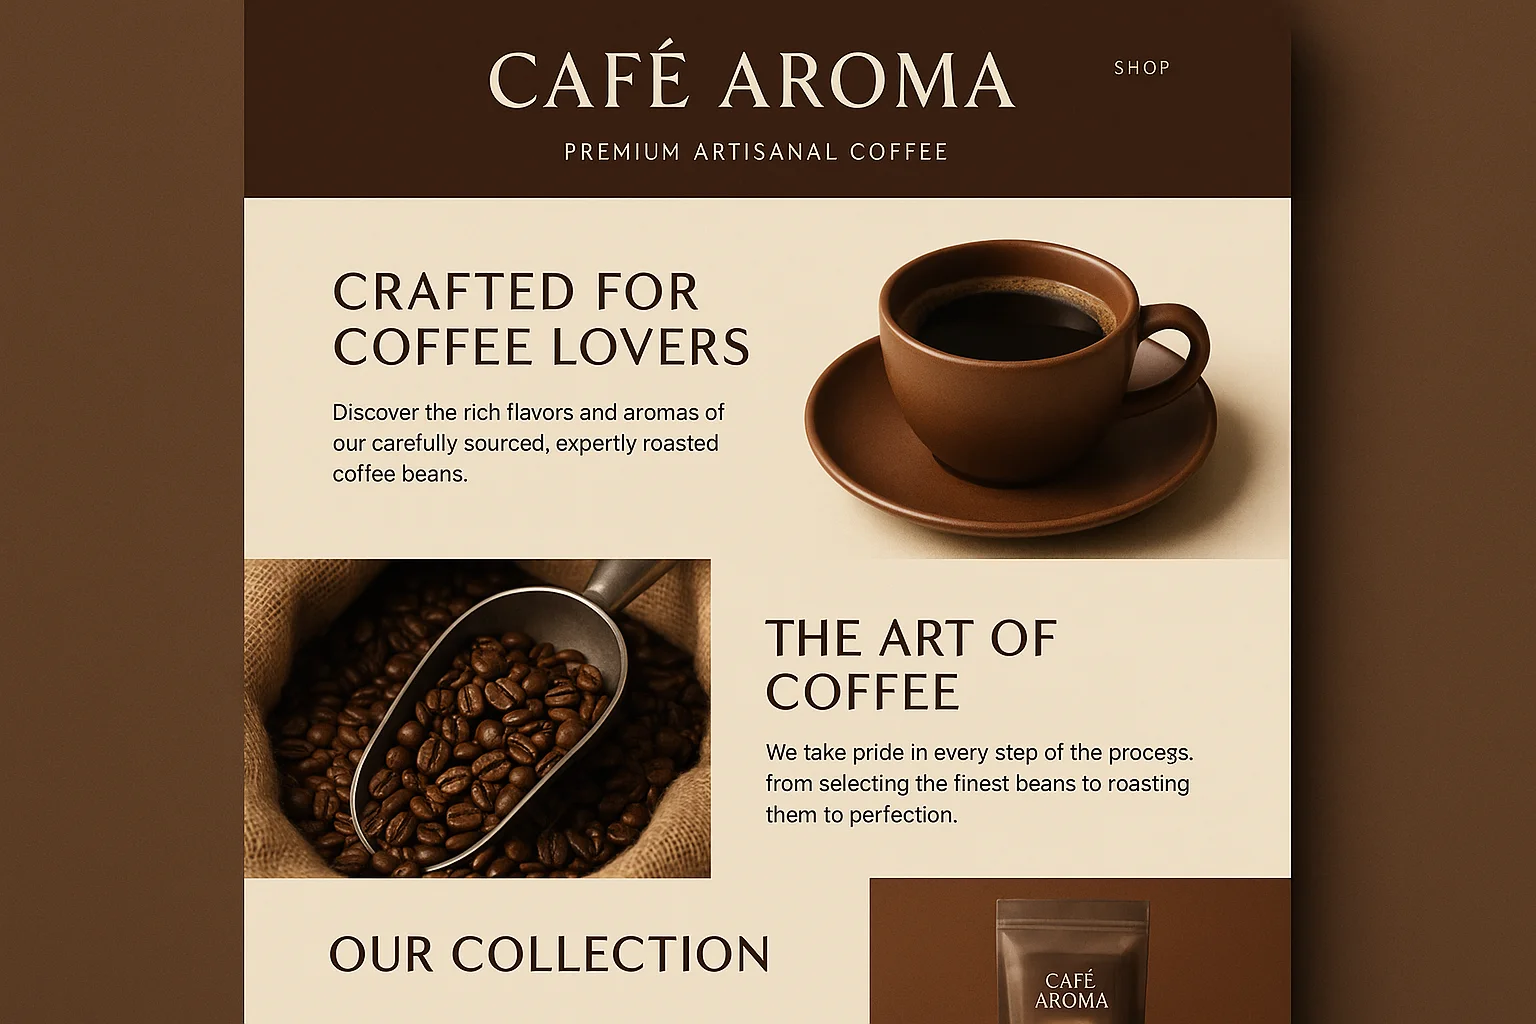 CAFÉ AROMA
SHOP
PREMIUM ARTISANAL COFFEE
CRAFTED FOR
COFFEE LOVERS
Discover the rich flavors and aromas of
our carefully sourced, expertly roasted
coffee beans.
THE ART OF
COFFEE
We take pride in every step of the process.
from selecting the finest beans to roasting
them to perfection.
OUR COLLECTION
CAFÉ
AROMA